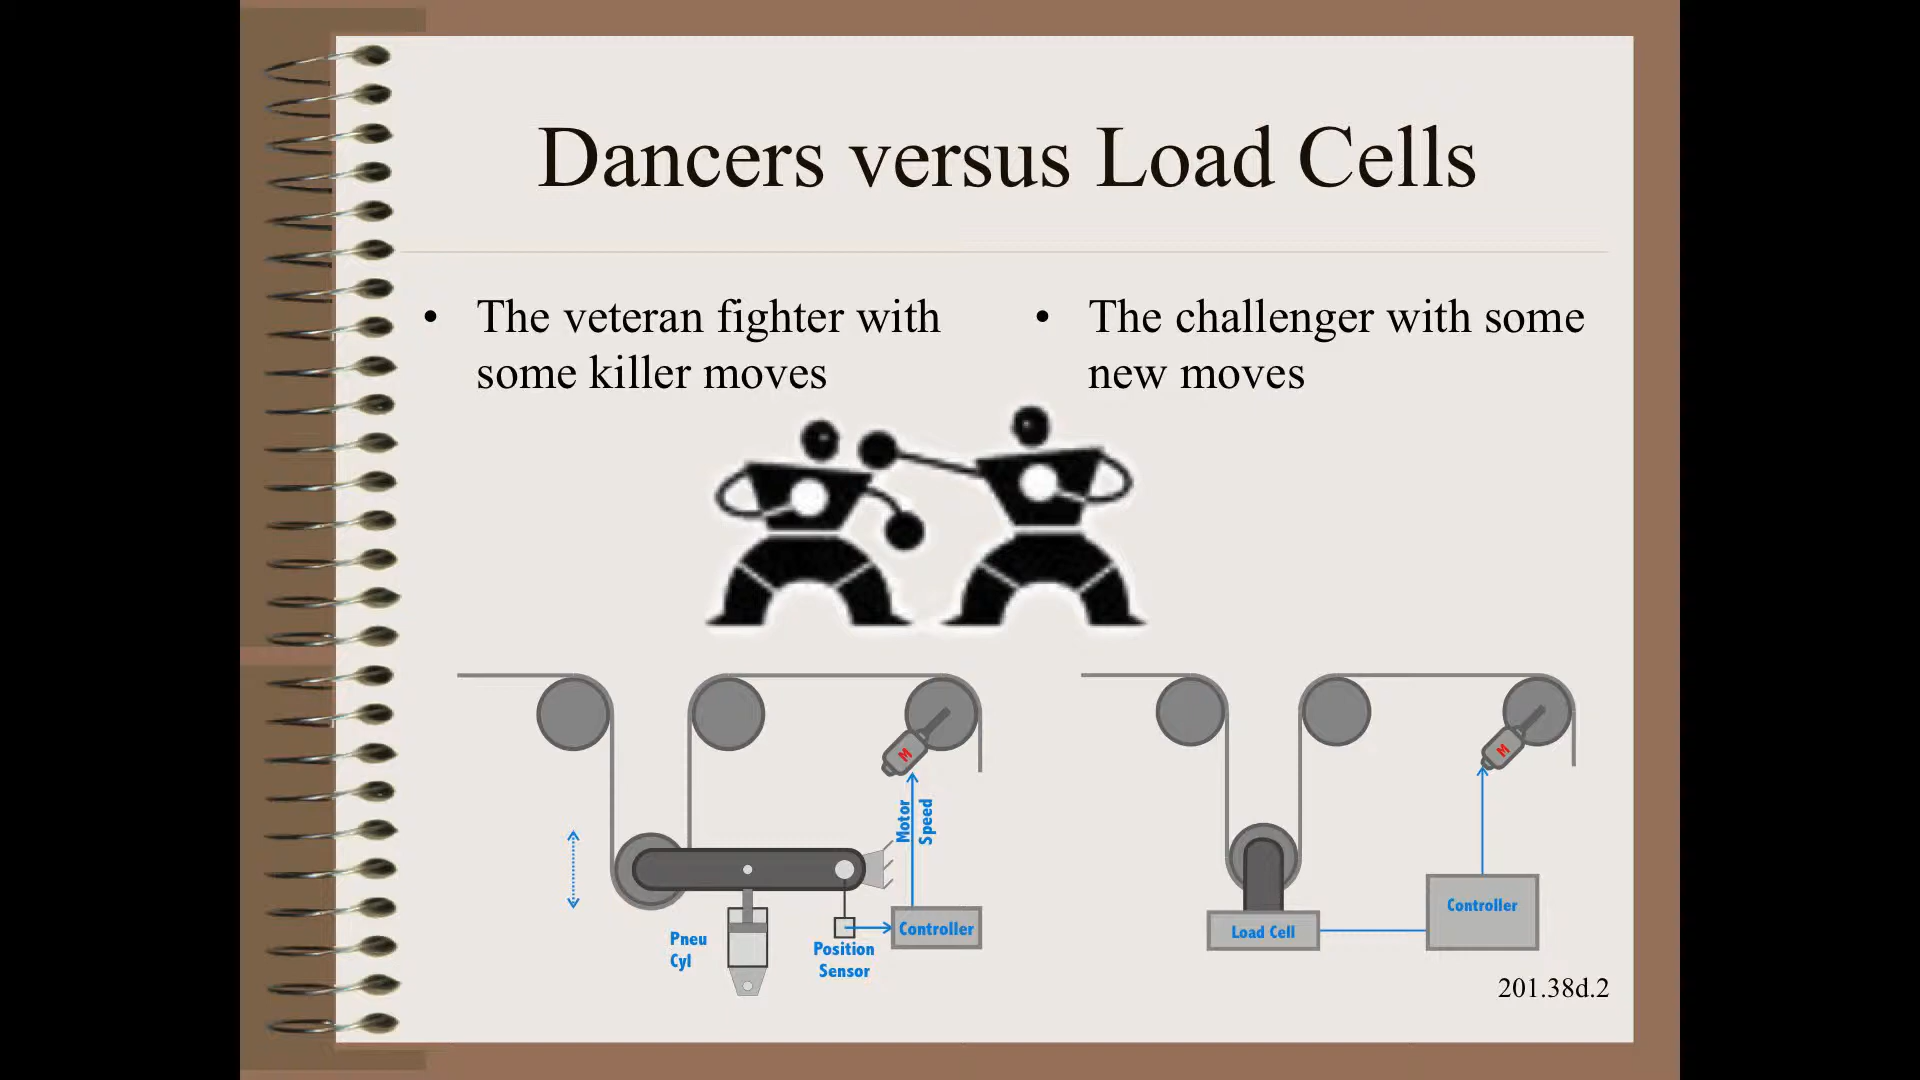 Dancers versus Load Cells
• The veteran fighter with
some killer moves
• The challenger with some
new moves
M
Motor
Speed
Pneu
Cyl
Position
Sensor
Controller
M
Controller
Load Cell
201.38d.2